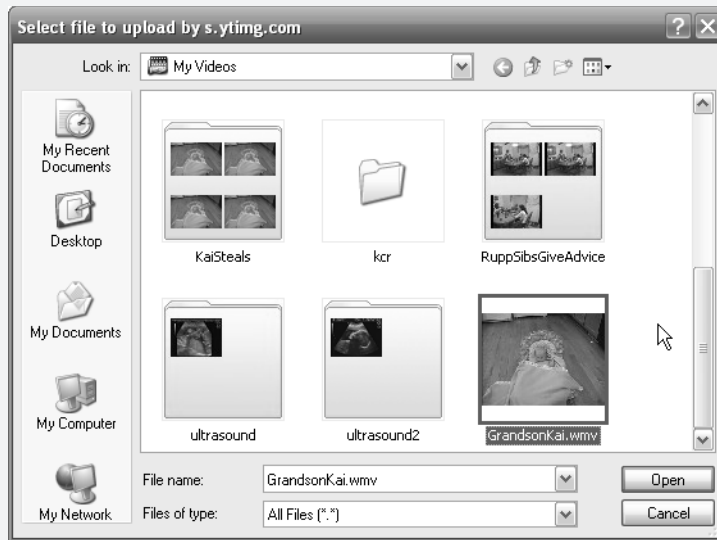 Select file to upload by s.ytimg.com
Look in:
My Videos
My Recent
Documents
Desktop
My Documents
My Computer
My Network
KaiSteals
kcr
RuppSibsGiveAdvice
ultrasound
ultrasound2
GrandsonKai.wmv
File name:
GrandsonKai.wmv
Open
Files of type:
All Files (*.*)
Cancel